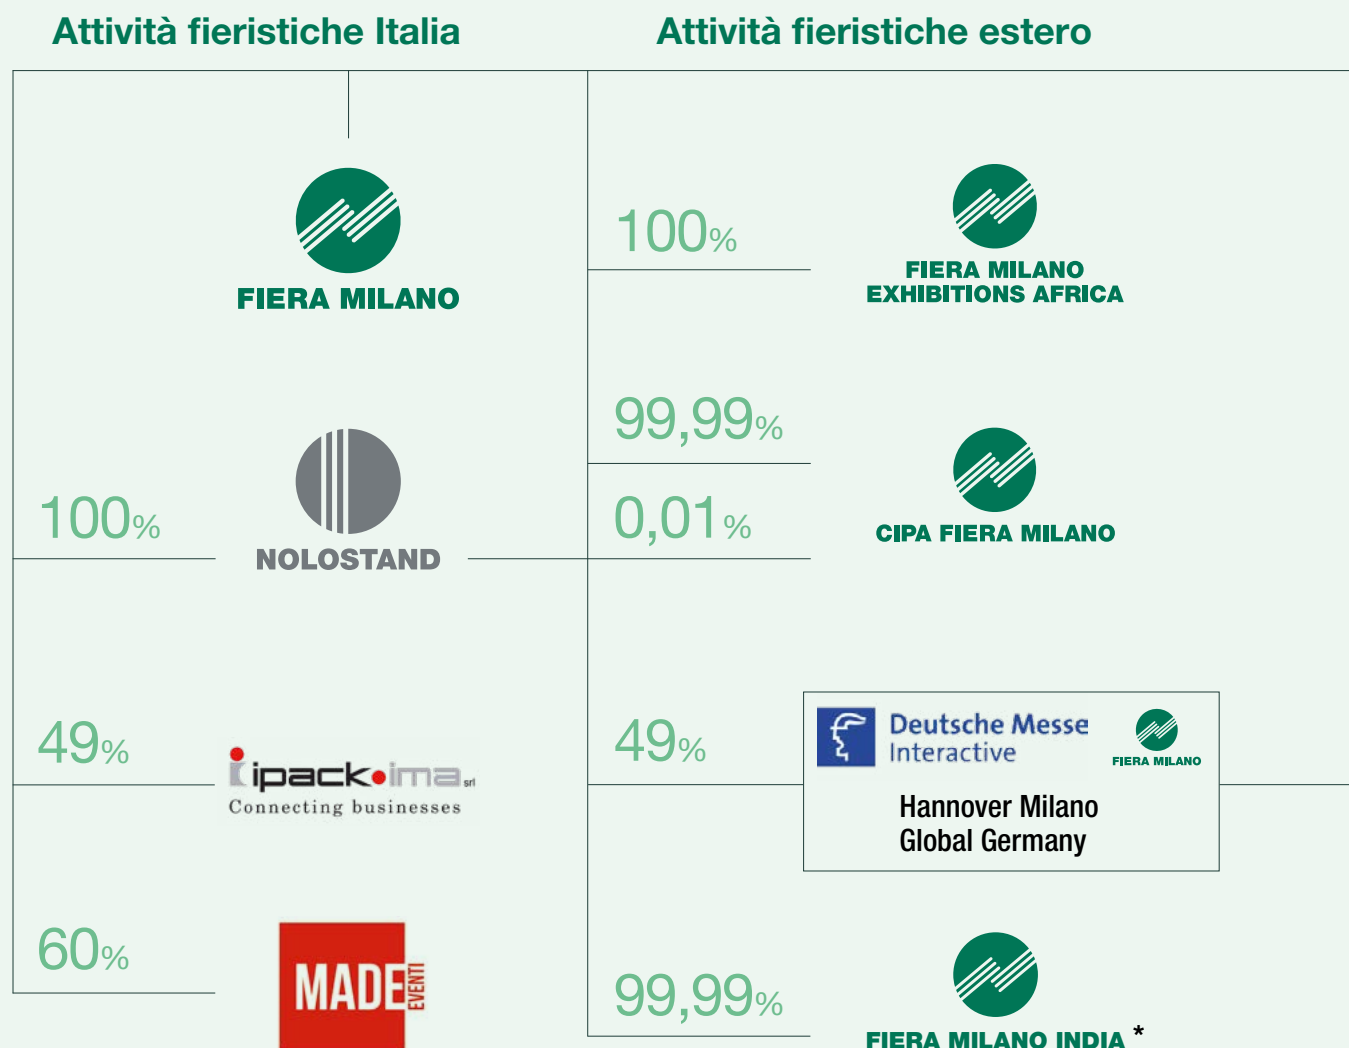 Attività fieristiche Italia
FIERA MILANO
100%
NOLOSTAND
49%
ipack•ima srl
Connecting businesses
60%
MADE
EVENTI
Attività fieristiche estero
100%
FIERA MILANO
EXHIBITIONS AFRICA
99,99%
0,01%
CIPA FIERA MILANO
49%
Deutsche Messe
Interactive
FIERA MILANO
Hannover Milano
Global Germany
99,99%
FIERA MILANO INDIA *